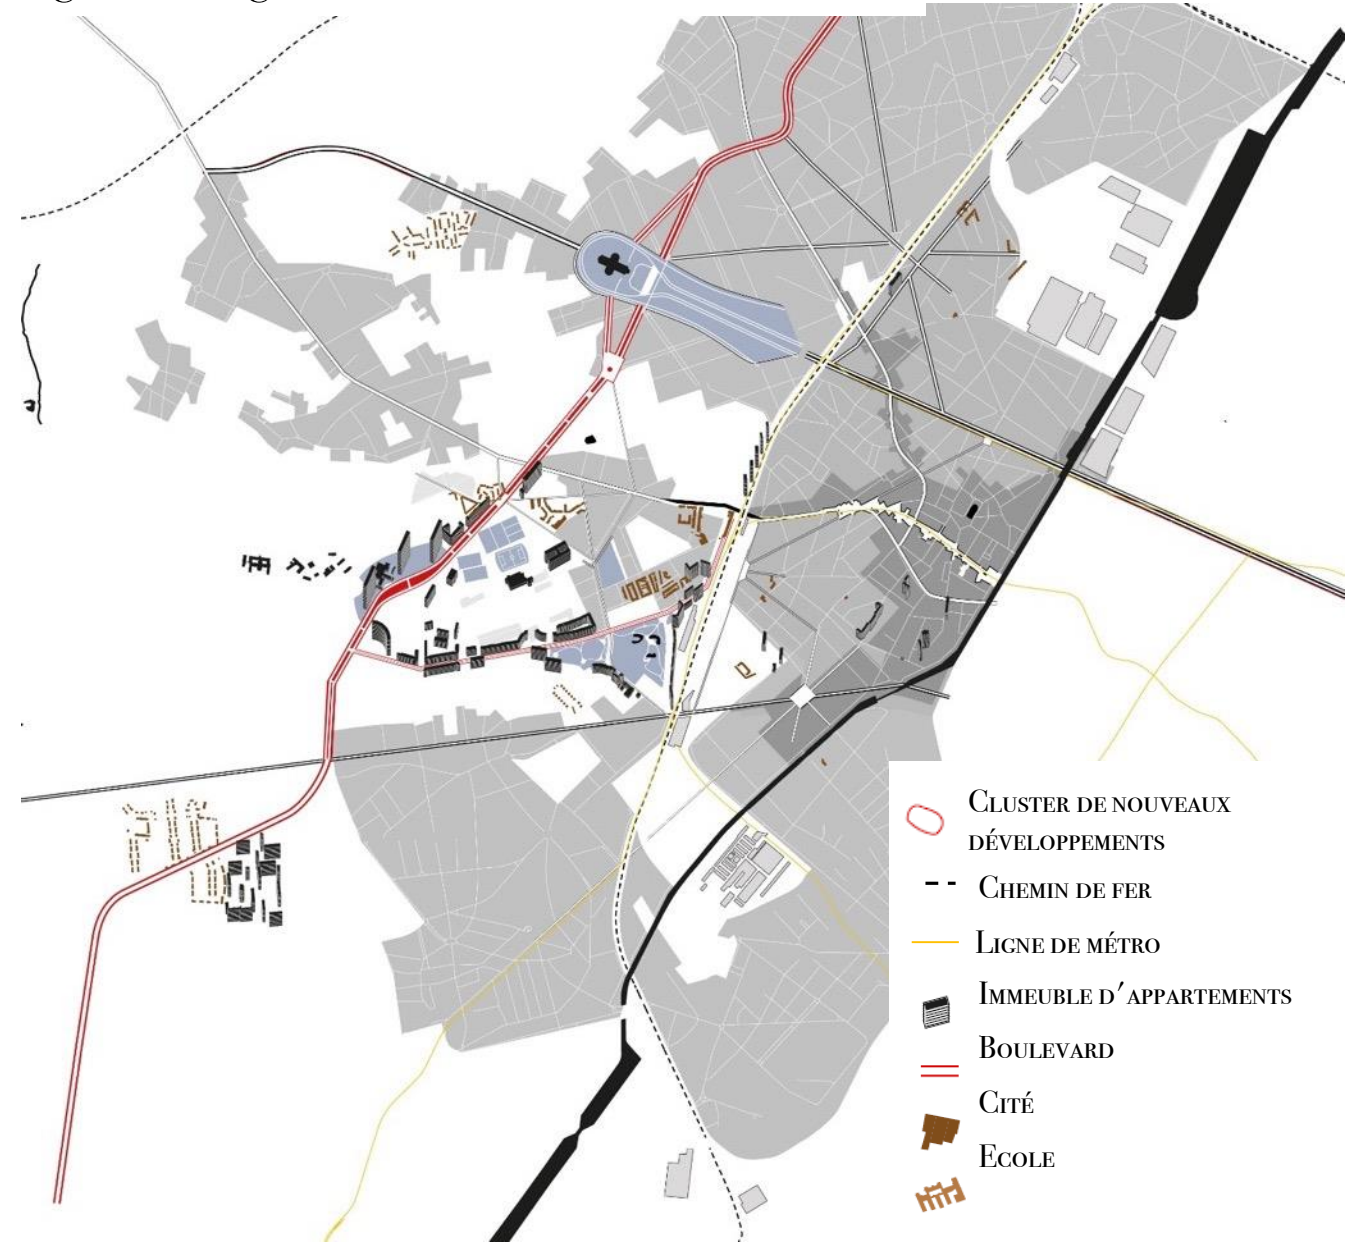 Cluster de nouveaux
développements
Chemin de fer
Ligne de métro
Immeuble d'appartements
Boulevard
Cité
Ecole